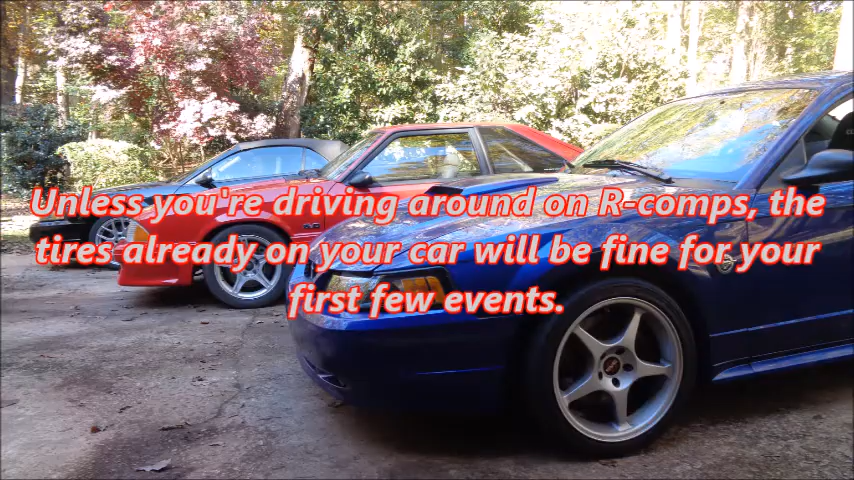 Unless you're driving around on R-comps, the
tires already on your car will be fine for your
first few events.